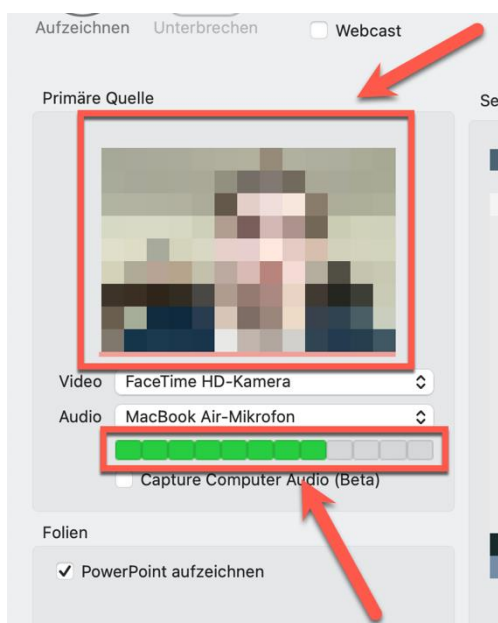 Aufzeichnen Unterbrechen Webcast
Primäre Quelle Se
Video FaceTime HD-Kamera
Audio MacBook Air-Mikrofon
Capture Computer Audio (Beta)
Folien
PowerPoint aufzeichnen